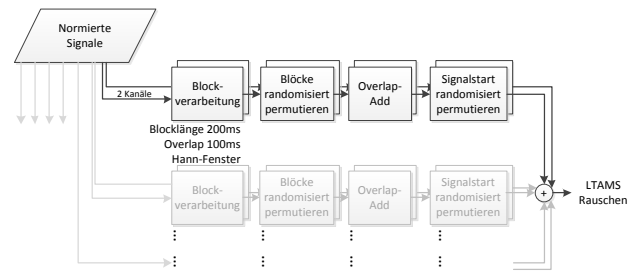 Normierte
Signale
2 Kanäle
Block-
verarbeitung
Blöcke
randomisiert
permutieren
Overlap-
Add
Signalstart
randomisiert
permutieren
Blocklänge 200ms
Overlap 100ms
Hann-Fenster
Block-
verarbeitung
Blöcke
randomisiert
permutieren
Overlap-
Add
Signalstart
randomisiert
permutieren
+
LTAMS
Rauschen